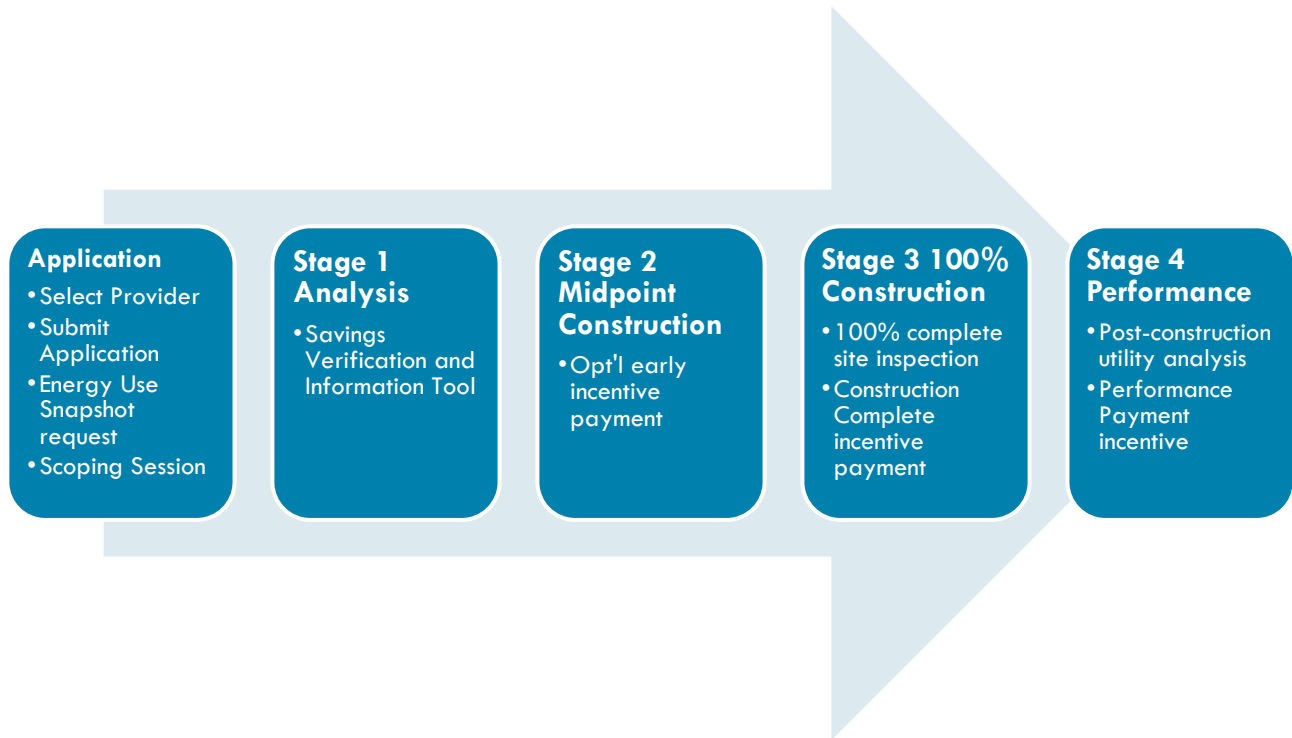 Application
•Select Provider
•Submit
Application
•Energy Use
Snapshot
request
•Scoping Session
Stage 1
Analysis
•Savings
Verification and
Information Tool
Stage 2
Midpoint
Construction
•Opt'l early
incentive
payment
Stage 3 100%
Construction
•100% complete
site inspection
•Construction
Complete
incentive
payment
Stage 4
Performance
•Post-construction
utility analysis
•Performance
Payment
incentive